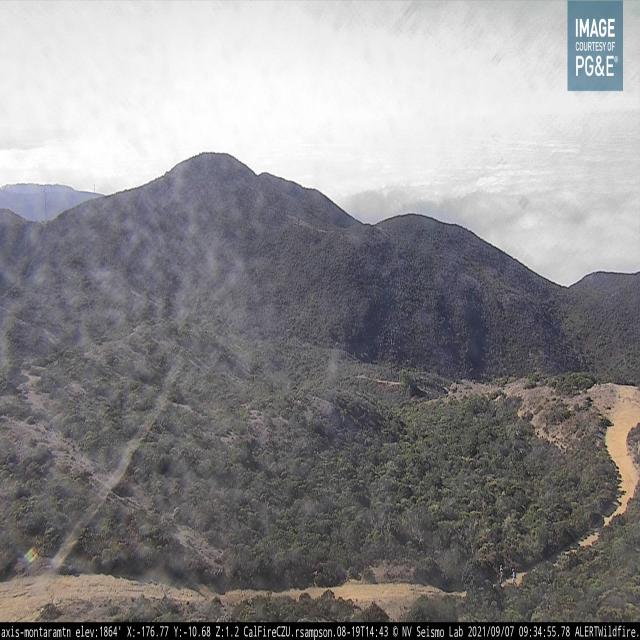 IMAGE
COURTESY OF
PG&E®
axis-montaramtn elev:1864' X:-176.77 Y:-10.68 Z:1.2 CalFireCZU.rsampson.08-19T14:43 © NV Seismo Lab 2021/09/07 09:34:55.78 ALERTWildfire